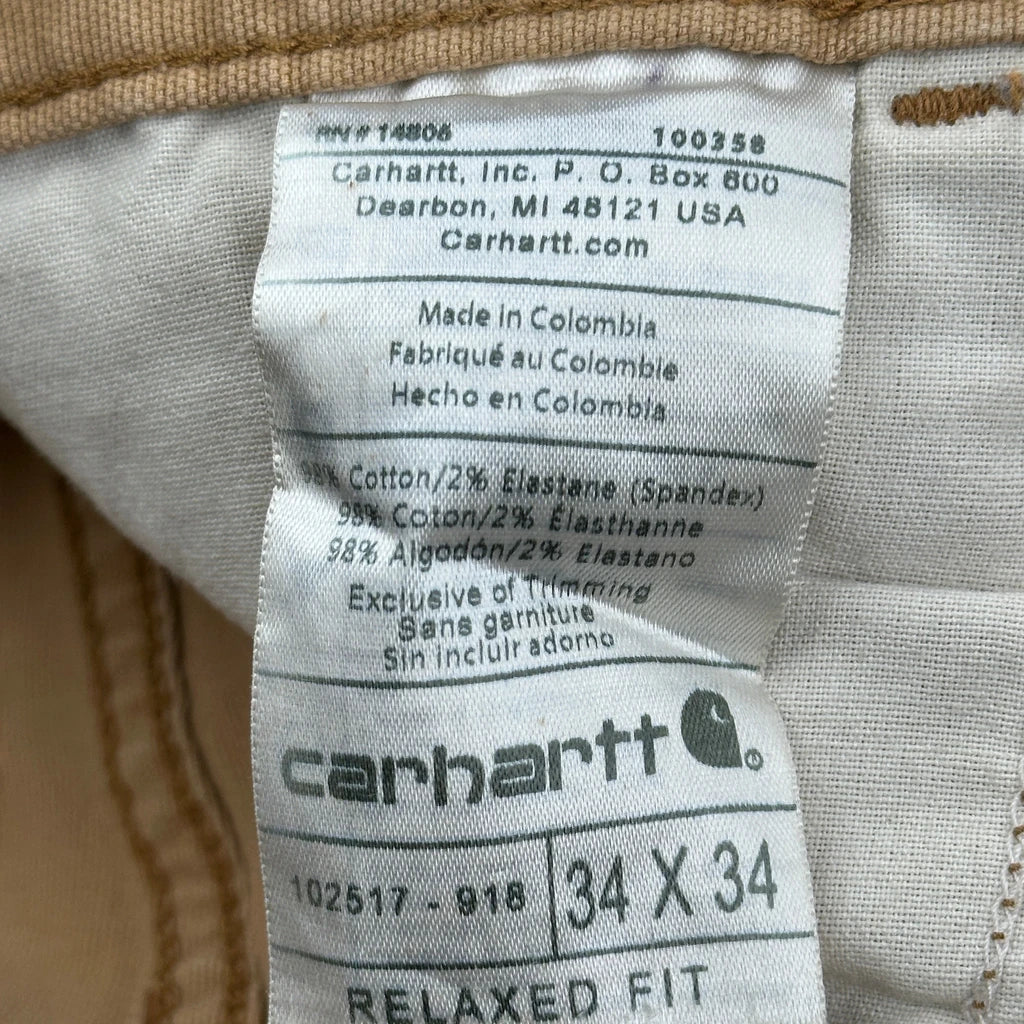 RN # 14806 100358
Carhartt, Inc. P. O. Box 600
Dearbon, MI 48121 USA
Carhartt.com
Made in Colombia
Fabriqué au Colombie
Hecho en Colombia
98% Cotton/2% Elastane (Spandex)
98% Coton/2% Élasthanne
98% Algodón/2% Elastano
Exclusive of Trimming
Sans garniture
Sin incluir adorno
carhartt ®
102517 - 918 34 X 34
RELAXED FIT